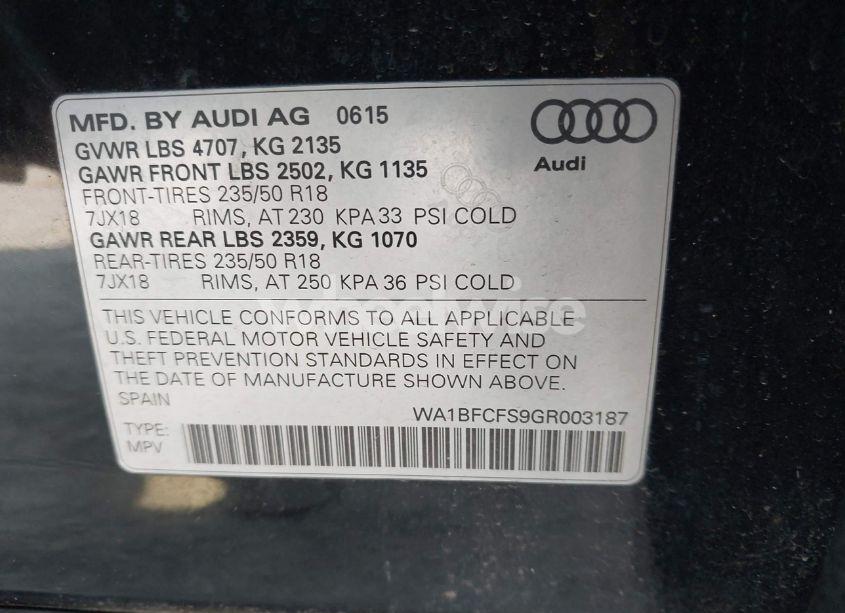 MFD. BY AUDI AG 0615
GVWR LBS 4707, KG 2135
GAWR FRONT LBS 2502, KG 1135
FRONT-TIRES 235/50 R18
7JX18 RIMS, AT 230 KPA 33 PSI COLD
GAWR REAR LBS 2359, KG 1070
REAR-TIRES 235/50 R18
7JX18 RIMS, AT 250 KPA 36 PSI COLD
Audi
THIS VEHICLE CONFORMS TO ALL APPLICABLE
U.S. FEDERAL MOTOR VEHICLE SAFETY AND
THEFT PREVENTION STANDARDS IN EFFECT ON
THE DATE OF MANUFACTURE SHOWN ABOVE.
SPAIN
WA1BFCFS9GR003187
TYPE:
MPV